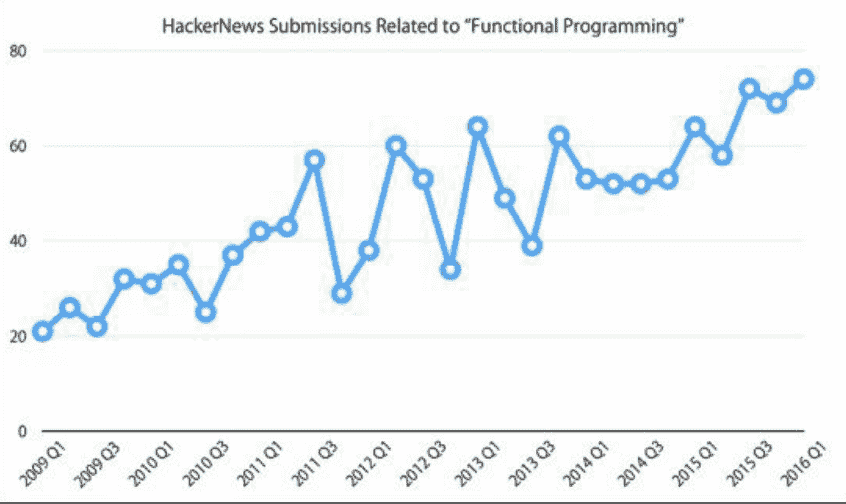 HackerNews Submissions Related to “Functional Programming”
80
60
40
20
0
2009 Q1
2009 Q3
2010 Q1
2010 Q3
2011 Q1
2011 Q3
2012 Q1
2012 Q3
2013 Q1
2013 Q3
2014 Q1
2014 Q3
2015 Q1
2015 Q3
2016 Q1